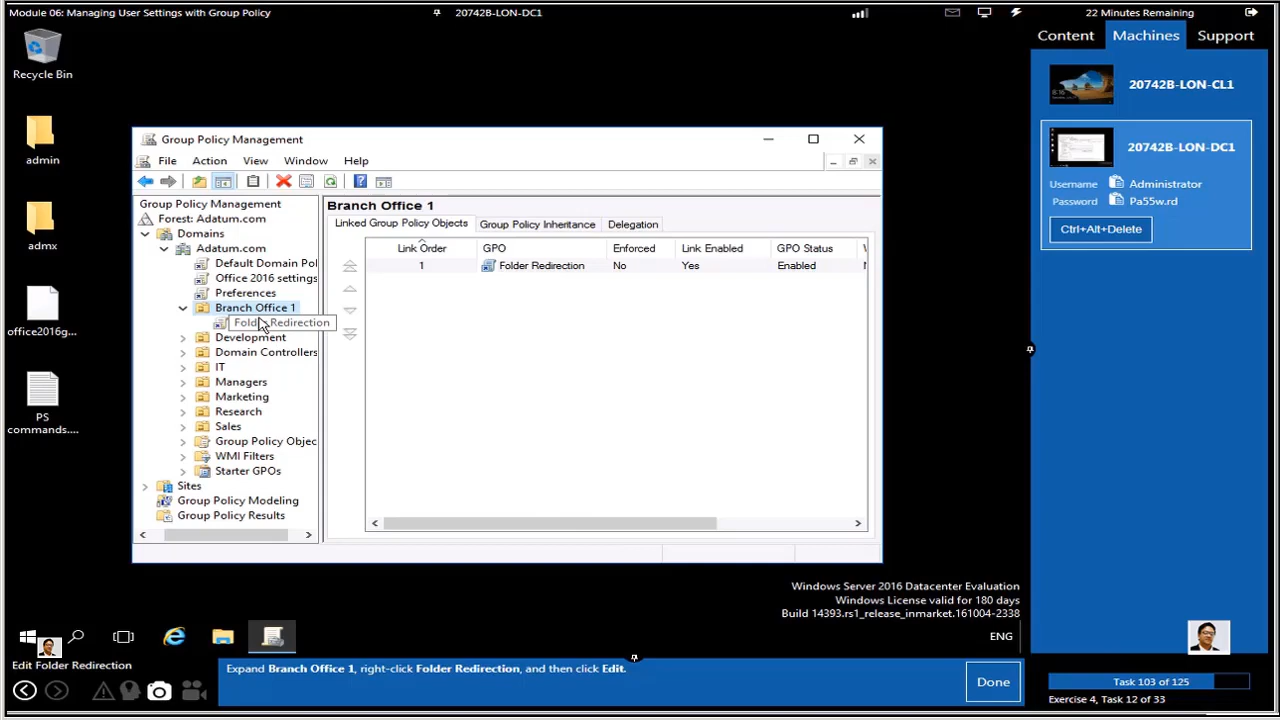 Module 06: Managing User Settings with Group Policy
20742B-LON-DC1
22 Minutes Remaining
Content
Machines
Support
Recycle Bin
admin
admx
office2016g...
PS
commands....
Group Policy Management
File
Action
View
Window
Help
Group Policy Management
Forest: Adatum.com
Domains
Adatum.com
Default Domain Pol
Office 2016 settings
Preferences
Branch Office 1
Folder Redirection
Development
Domain Controllers
IT
Managers
Marketing
Research
Sales
Group Policy Objec
WMI Filters
Starter GPOs
Sites
Group Policy Modeling
Group Policy Results
Branch Office 1
Linked Group Policy Objects
Group Policy Inheritance
Delegation
Link Order
GPO
Enforced
Link Enabled
GPO Status
1
Folder Redirection
No
Yes
Enabled
20742B-LON-CL1
20742B-LON-DC1
Username
Administrator
Password
Pa55w.rd
Ctrl+Alt+Delete
Windows Server 2016 Datacenter Evaluation
Windows License valid for 180 days
Build 14393.rs1_release_inmarket.161004-2338
ENG
Edit Folder Redirection
Expand Branch Office 1, right-click Folder Redirection, and then click Edit.
Done
Task 103 of 125
Exercise 4, Task 12 of 33